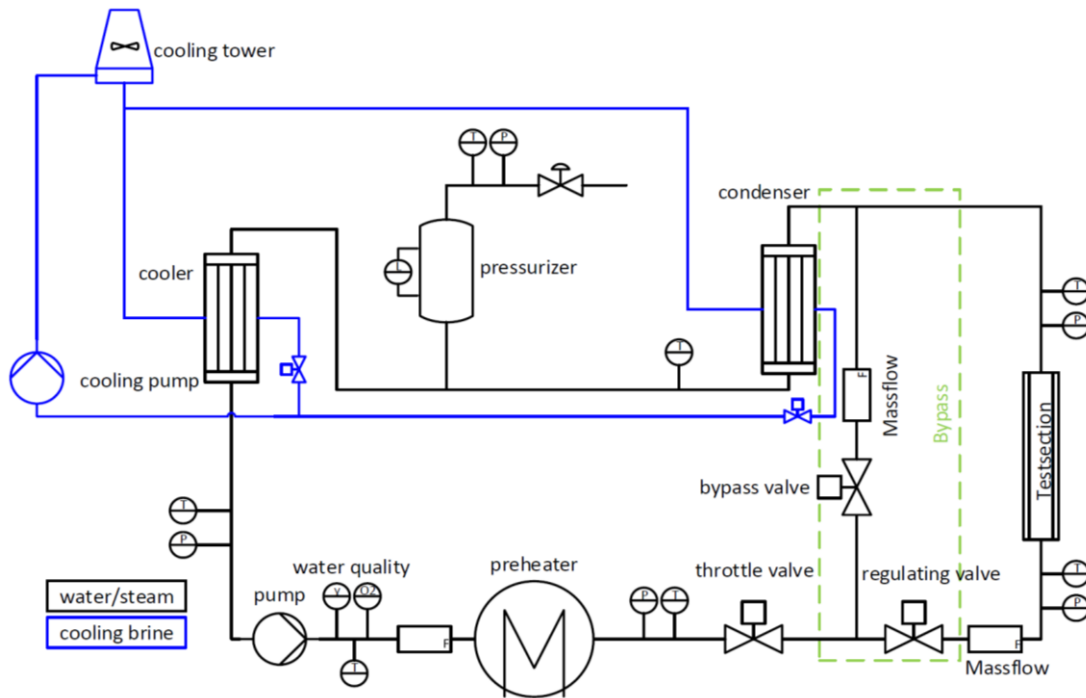 cooling tower
T
P
condenser
cooler
L
pressurizer
T
T
P
cooling pump
F
Massflow
Bypass
Testsection
bypass valve
T
P
water quality
preheater
throttle valve
regulating valve
T
P
water/steam
cooling brine
pump
γ
O2
T
F
P
T
F
Massflow